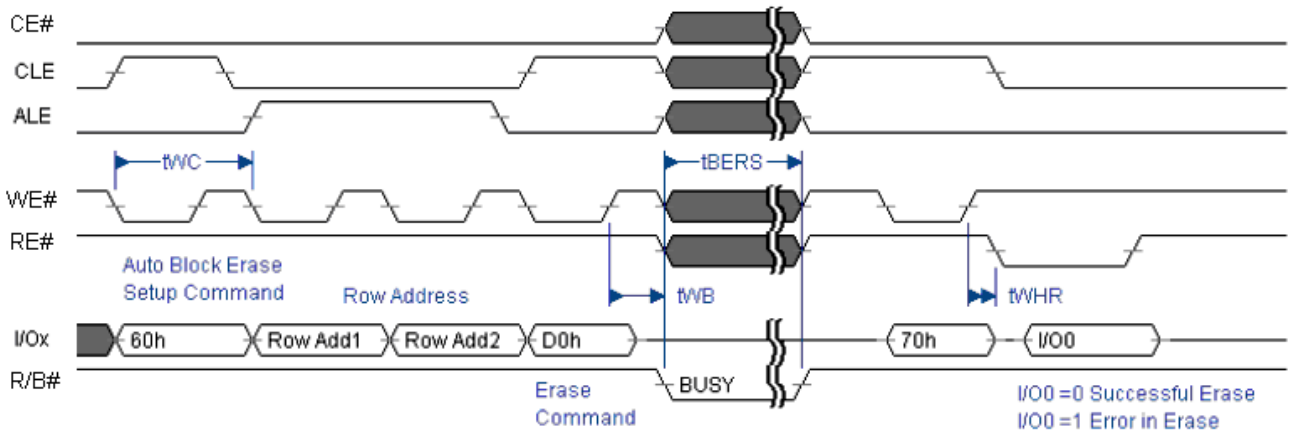 CE#
CLE
ALE
tWC
tBERS
WE#
RE#
Auto Block Erase
Setup Command
Row Address
tWB
tWHR
I/Ox
60h
Row Add1
Row Add2
D0h
70h
I/O0
R/B#
BUSY
Erase
Command
I/O0 =0 Successful Erase
I/O0 =1 Error in Erase